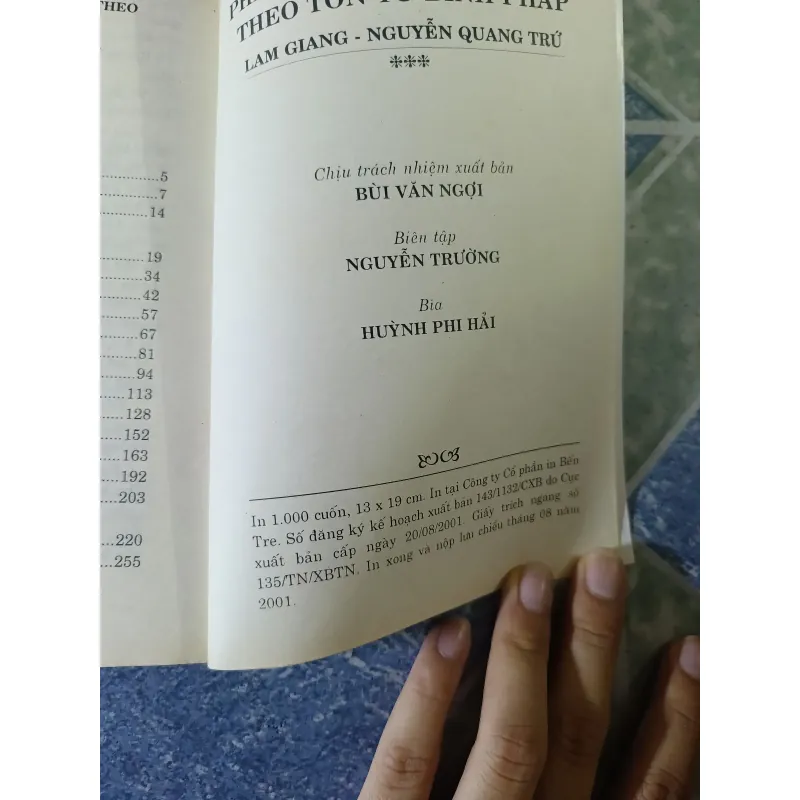 THEO
5
7
14
19
34
42
57
67
81
94
113
128
152
163
192
203
220
255
THEO TÔN TỬ BINH PHÁP
LAM GIANG - NGUYỄN QUANG TRỨ
***
Chịu trách nhiệm xuất bản
BÙI VĂN NGỢI
Biên tập
NGUYỄN TRƯỜNG
Bìa
HUỲNH PHI HẢI
In 1.000 cuốn, 13 x 19 cm. In tại Công ty Cổ phần in Bến
Tre. Số đăng ký kế hoạch xuất bản 143/1132/CXB do Cục
xuất bản cấp ngày 20/08/2001 Giấy trích ngang số
135/TN/XBTN. In xong và nộp lưu chiểu tháng 08 năm
2001.